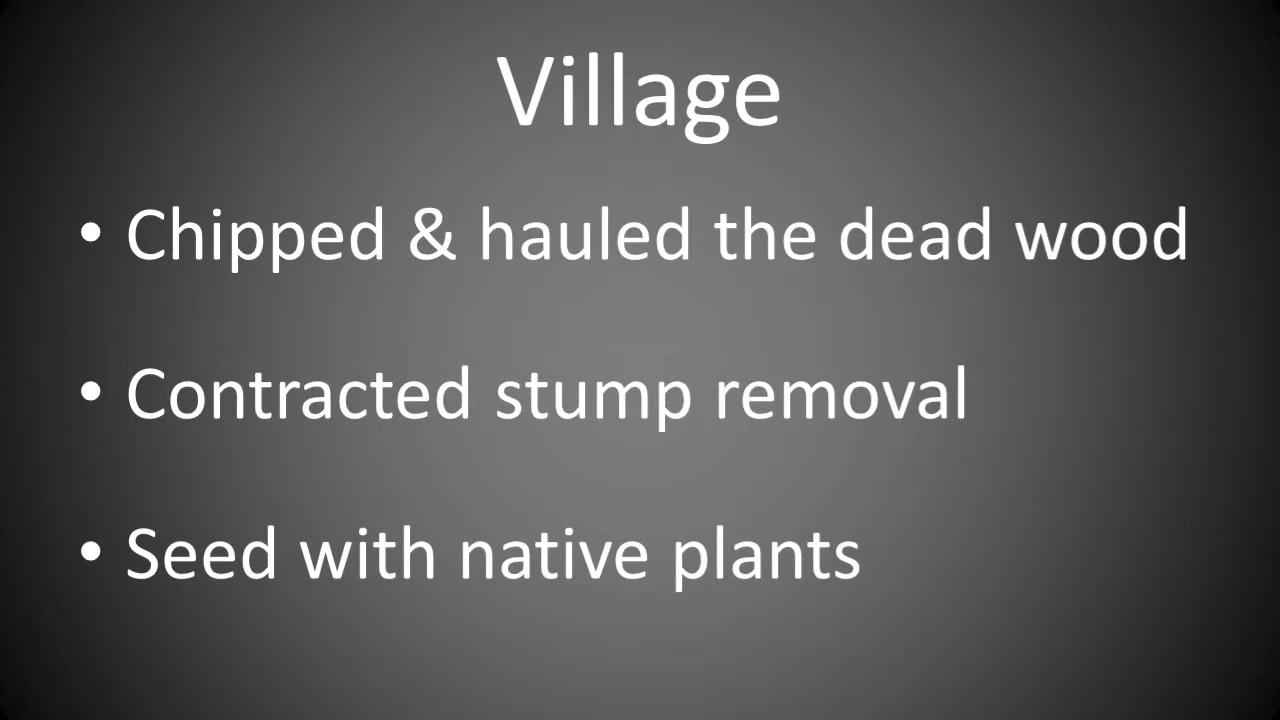 Village
• Chipped & hauled the dead wood
• Contracted stump removal
• Seed with native plants